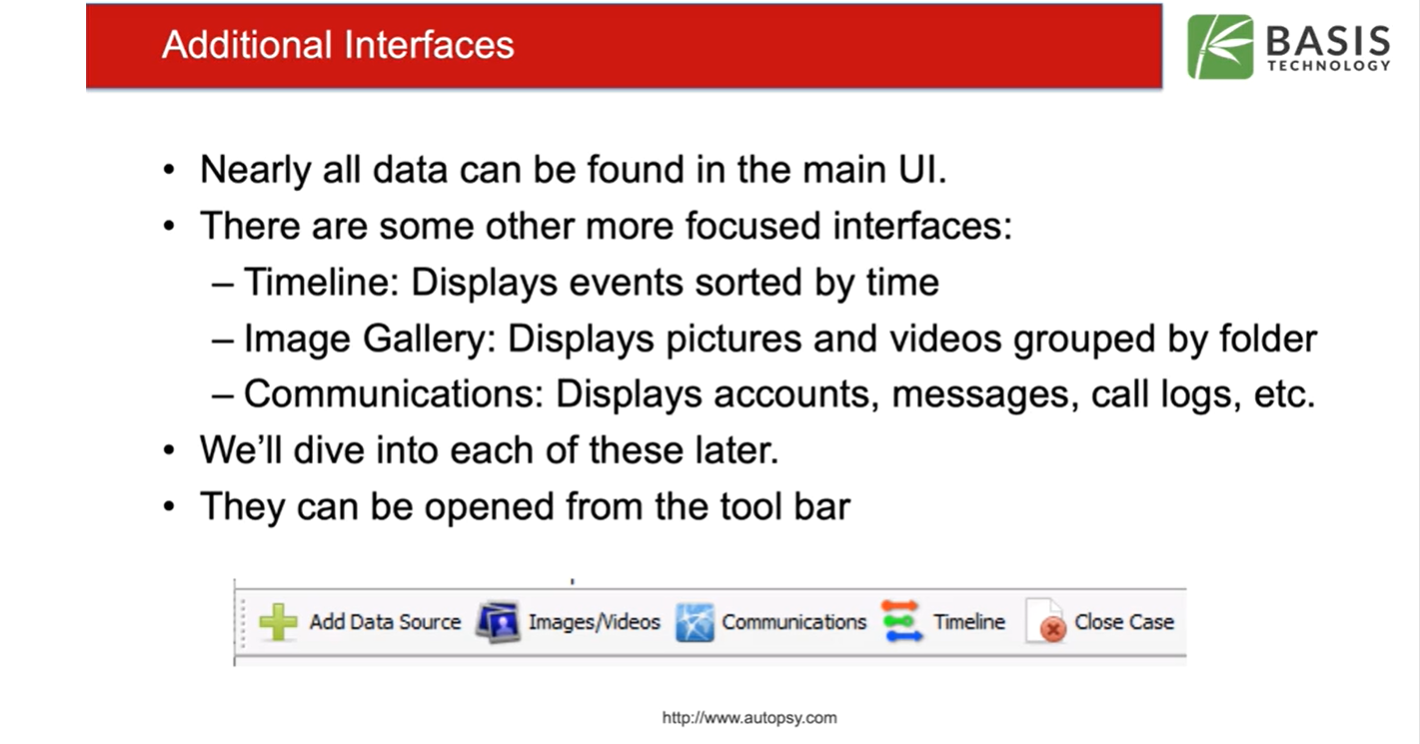 Additional Interfaces
BASIS
TECHNOLOGY
• Nearly all data can be found in the main UI.
• There are some other more focused interfaces:
– Timeline: Displays events sorted by time
– Image Gallery: Displays pictures and videos grouped by folder
– Communications: Displays accounts, messages, call logs, etc.
• We’ll dive into each of these later.
• They can be opened from the tool bar
Add Data Source Images/Videos Communications Timeline Close Case
http://www.autopsy.com